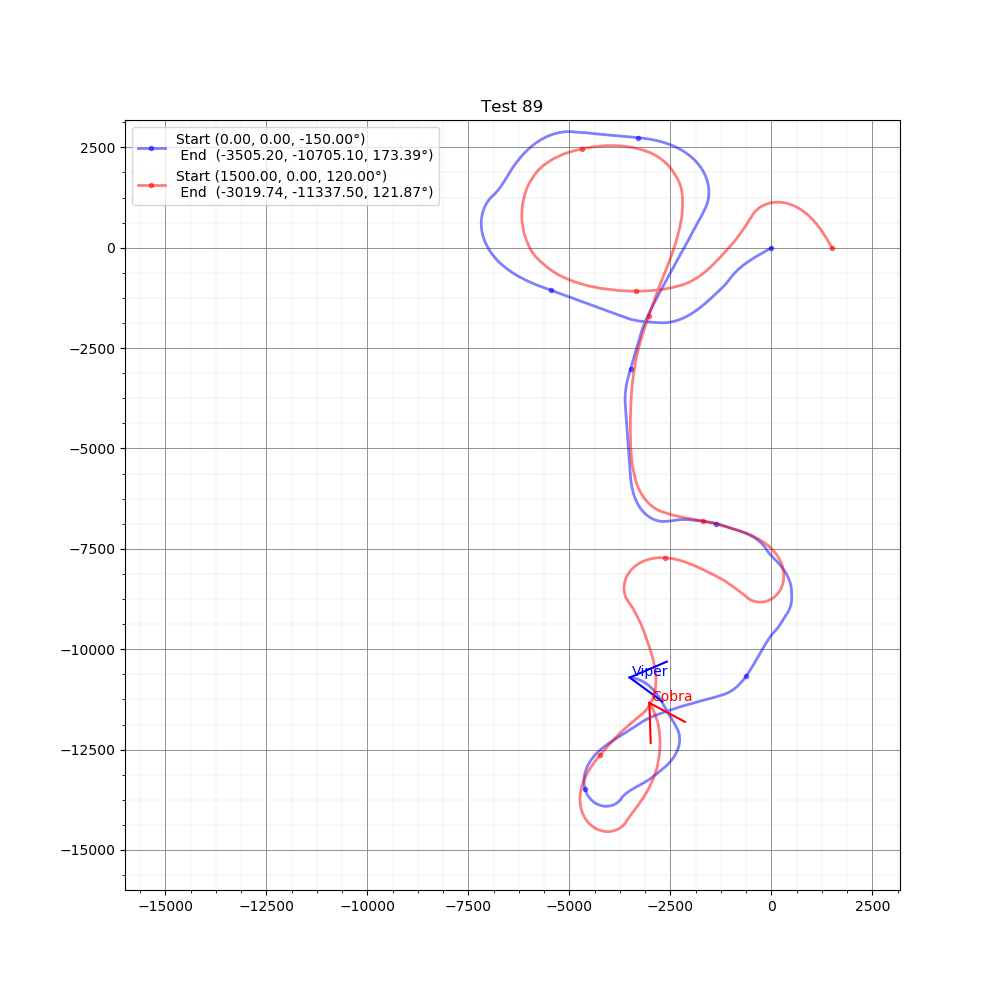 Test 89
Start (0.00, 0.00, -150.00°)
End  (-3505.20, -10705.10, 173.39°)
Start (1500.00, 0.00, 120.00°)
End  (-3019.74, -11337.50, 121.87°)
2500
0
−2500
−5000
−7500
−10000
−12500
−15000
Viper
Cobra
−15000 −12500 −10000 −7500 −5000 −2500 0 2500